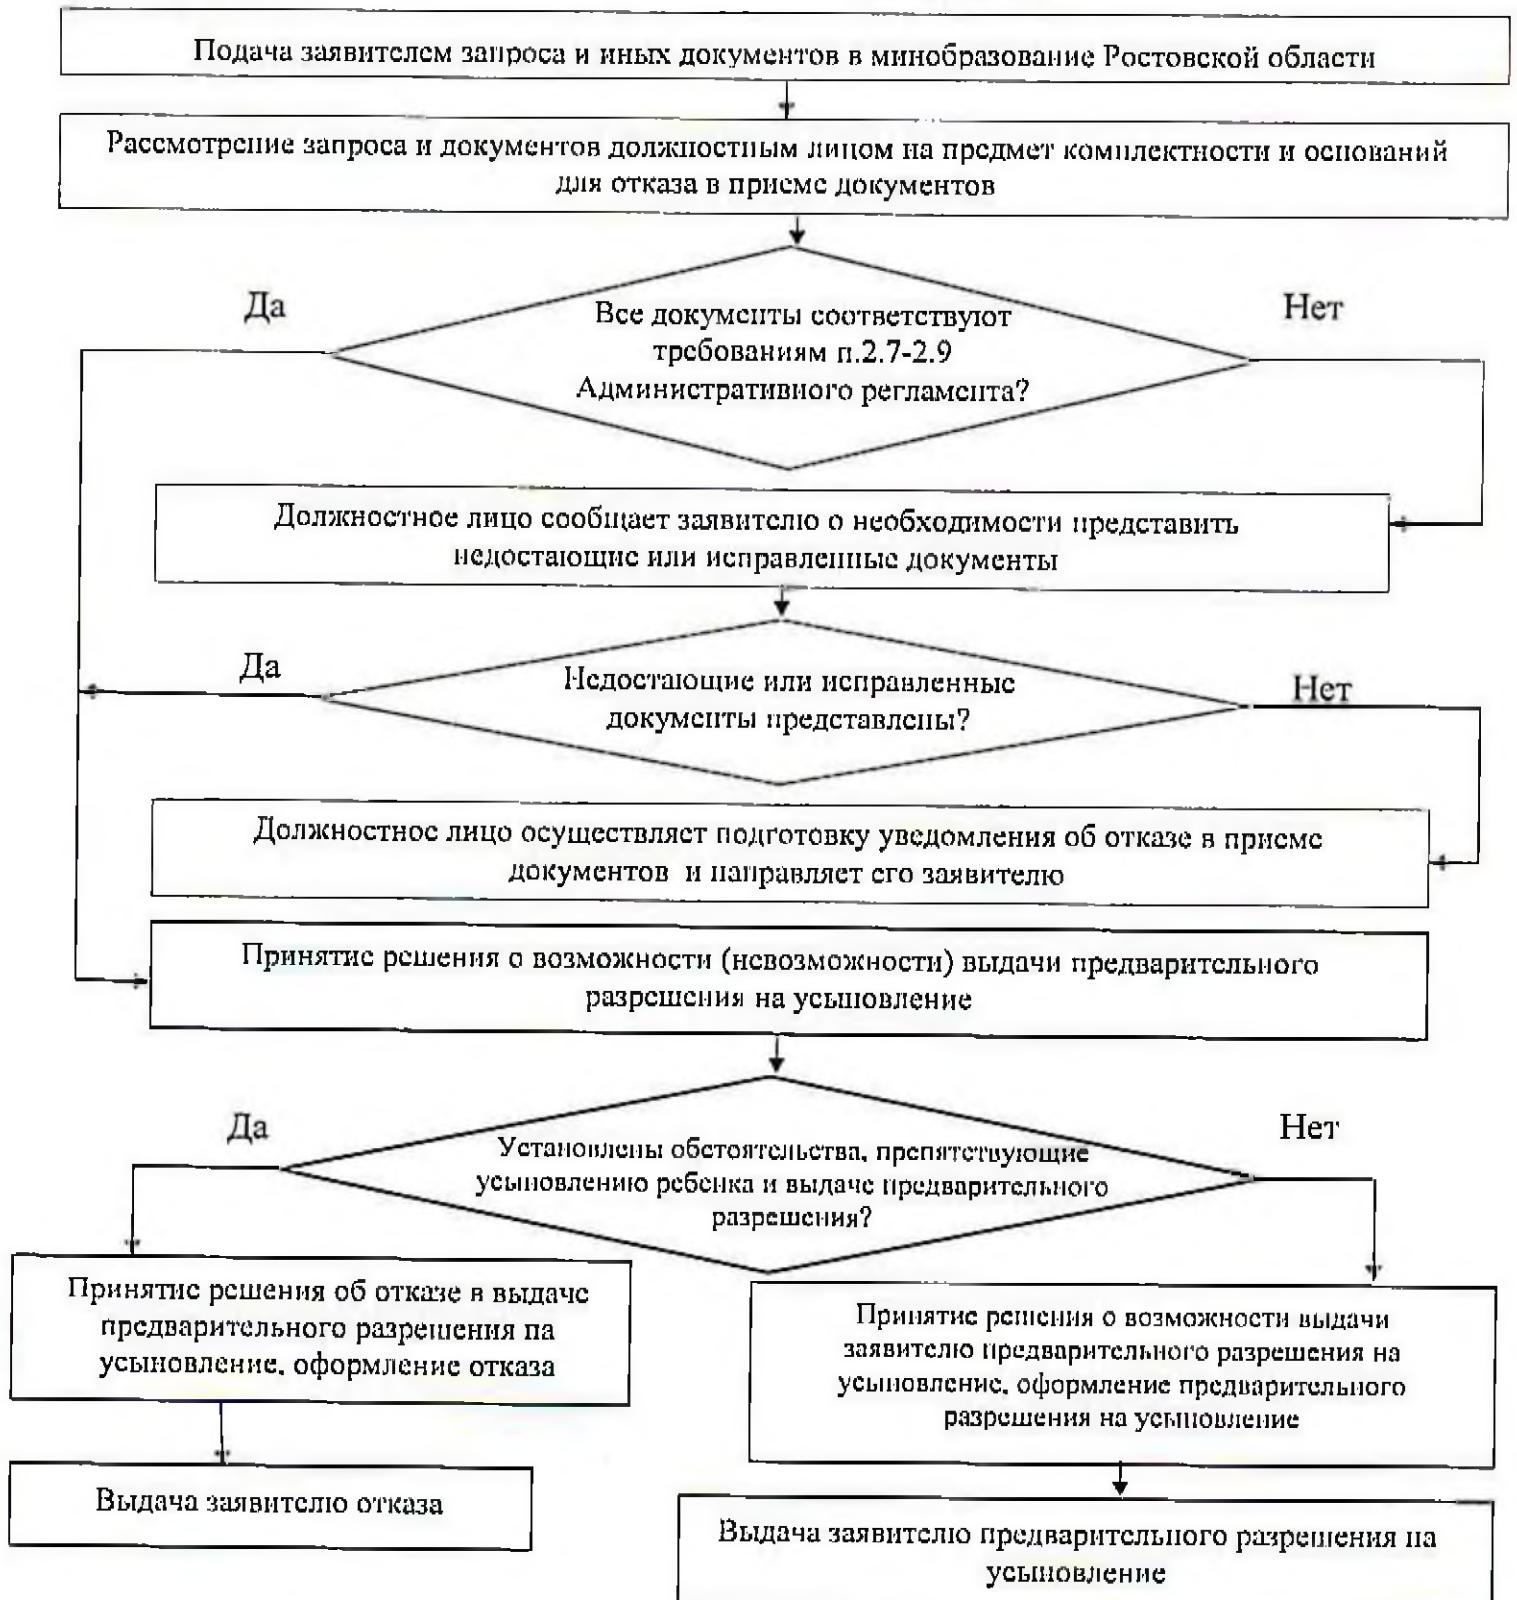 Подача заявителем запроса и иных документов в минобразование Ростовской области
Рассмотрение запроса и документов должностным лицом на предмет комплектности и оснований
для отказа в приеме документов
Да
Нет
Все документы соответствуют
требованиям п.2.7-2.9
Административного регламента?
Должностное лицо сообщает заявителю о необходимости представить
недостающие или исправленные документы
Да
Нет
Недостающие или исправленные
документы представлены?
Должностное лицо осуществляет подготовку уведомления об отказе в приеме
документов и направляет его заявителю
Принятие решения о возможности (невозможности) выдачи предварительного
разрешения на усыновление
Да
Нет
Установлены обстоятельства, препятствующие
усыновлению ребенка и выдаче предварительного
разрешения?
Принятие решения об отказе в выдаче
предварительного разрешения на
усыновление, оформление отказа
Принятие решения о возможности выдачи
заявителю предварительного разрешения на
усыновление, оформление предварительного
разрешения на усыновление
Выдача заявителю отказа
Выдача заявителю предварительного разрешения на
усыновление